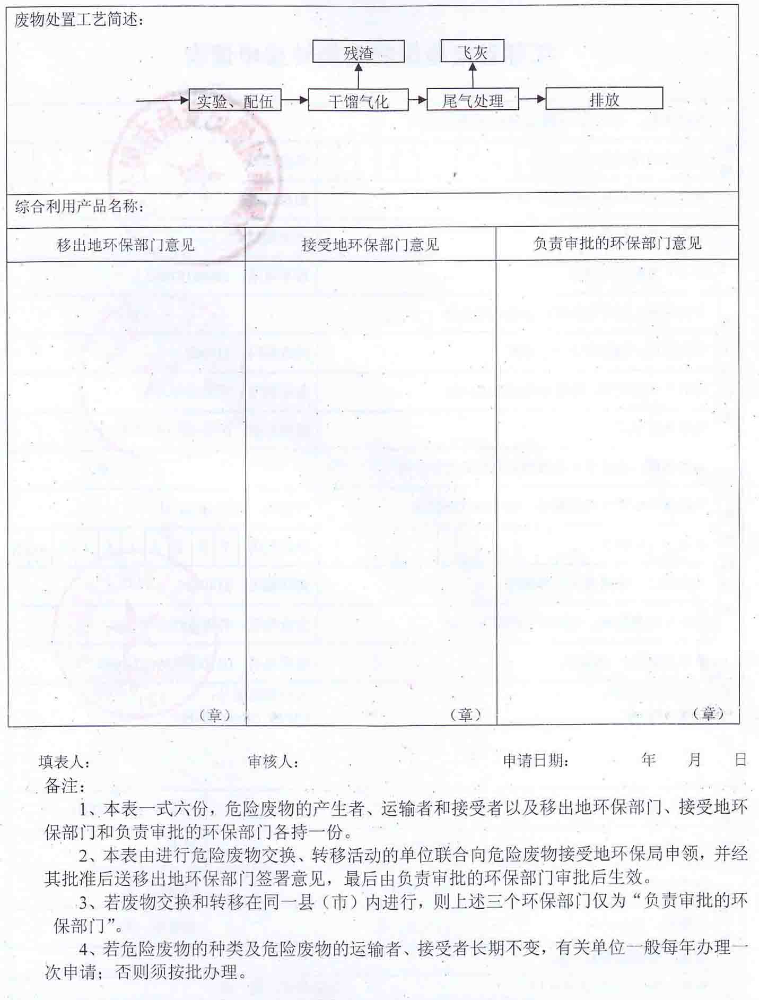 废物处置工艺简述：
残渣 飞灰
实验、配伍 干馏气化 尾气处理 排放
综合利用产品名称：
移出地环保部门意见 接受地环保部门意见 负责审批的环保部门意见
（章） （章） （章）
填表人： 审核人： 申请日期： 年 月 日
备注：
1、本表一式六份，危险废物的产生者、运输者和接受者以及移出地环保部门、接受地环
保部门和负责审批的环保部门各持一份。
2、本表由进行危险废物交换、转移活动的单位联合向危险废物接受地环保局申领，并经
其批准后送移出地环保部门签署意见，最后由负责审批的环保部门审批后生效。
3、若废物交换和转移在同一县（市）内进行，则上述三个环保部门仅为“负责审批的环
保部门”。
4、若危险废物的种类及危险废物的运输者、接受者长期不变，有关单位一般每年办理一
次申请；否则须按批办理。